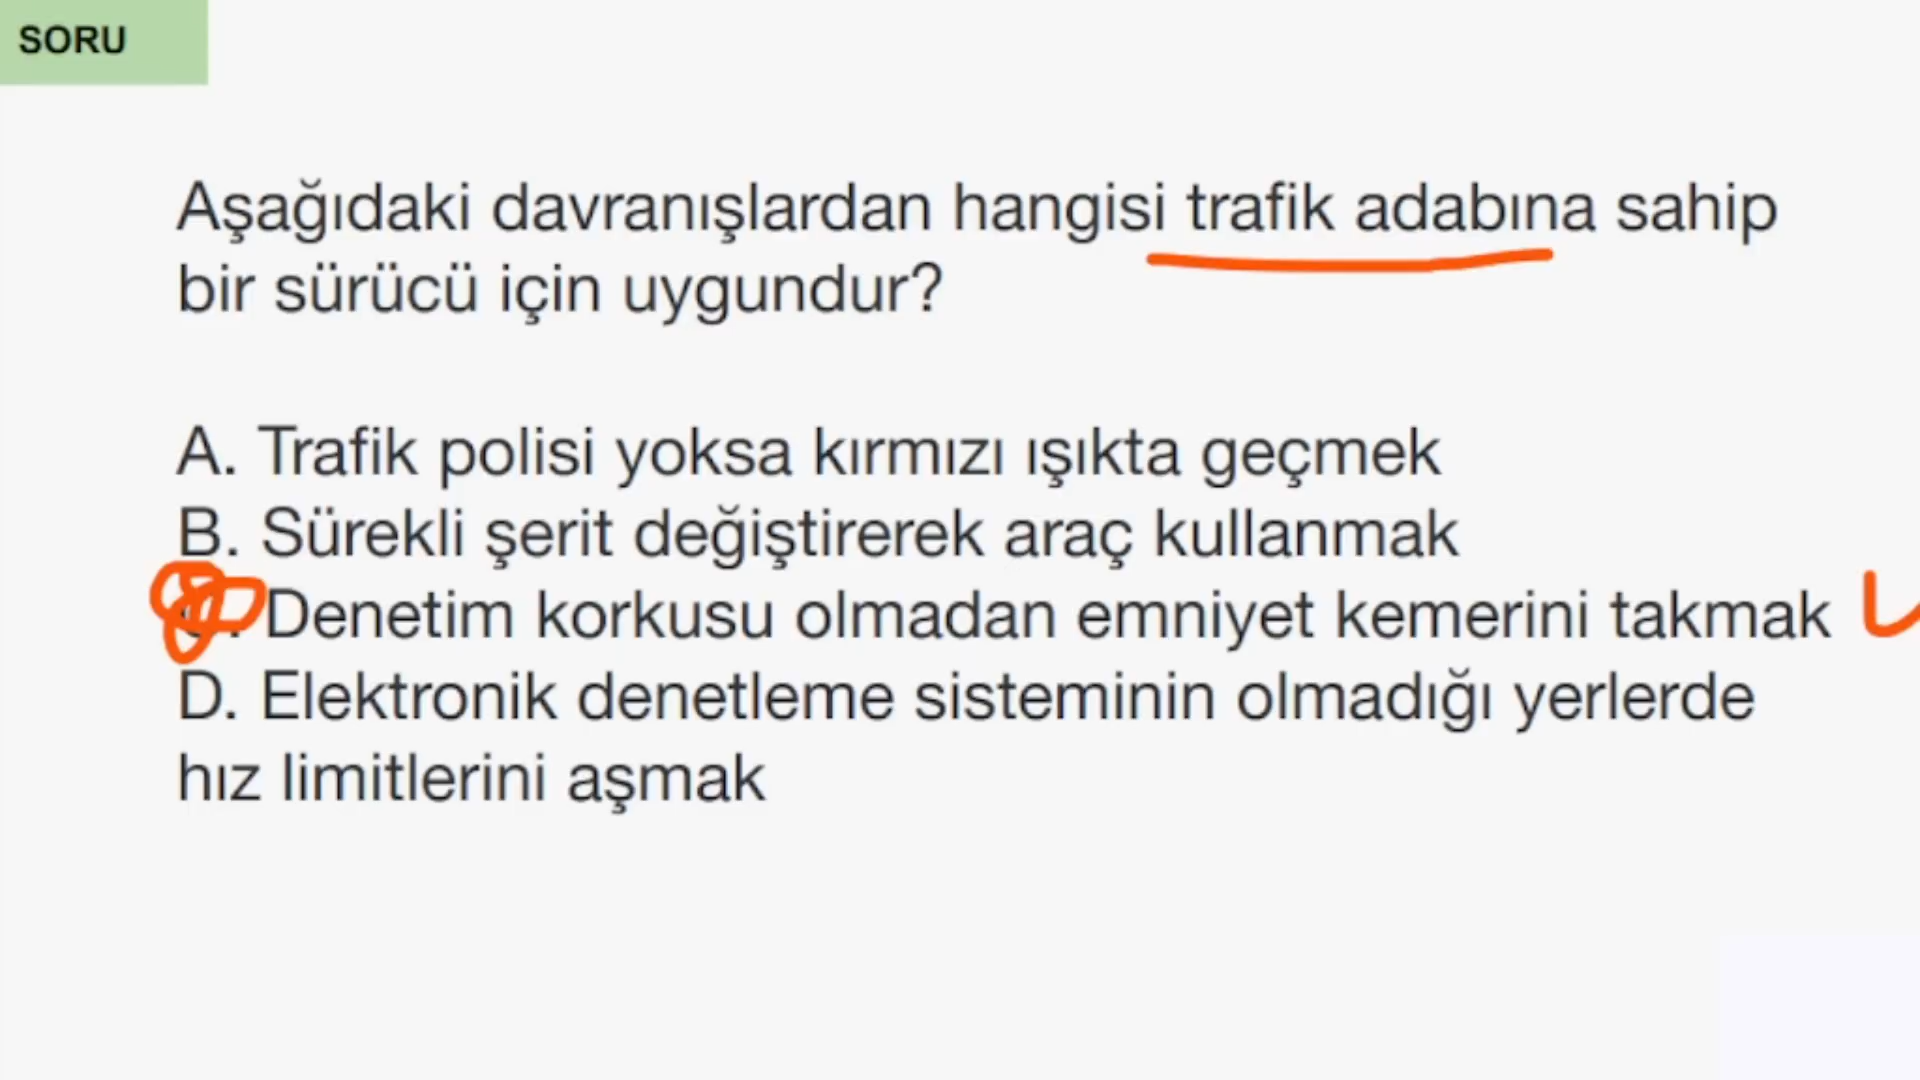 SORU
Aşağıdaki davranışlardan hangisi trafik adabına sahip
bir sürücü için uygundur?
A. Trafik polisi yoksa kırmızı ışıkta geçmek
B. Sürekli şerit değiştirerek araç kullanmak
C. Denetim korkusu olmadan emniyet kemerini takmak
D. Elektronik denetleme sisteminin olmadığı yerlerde
hız limitlerini aşmak